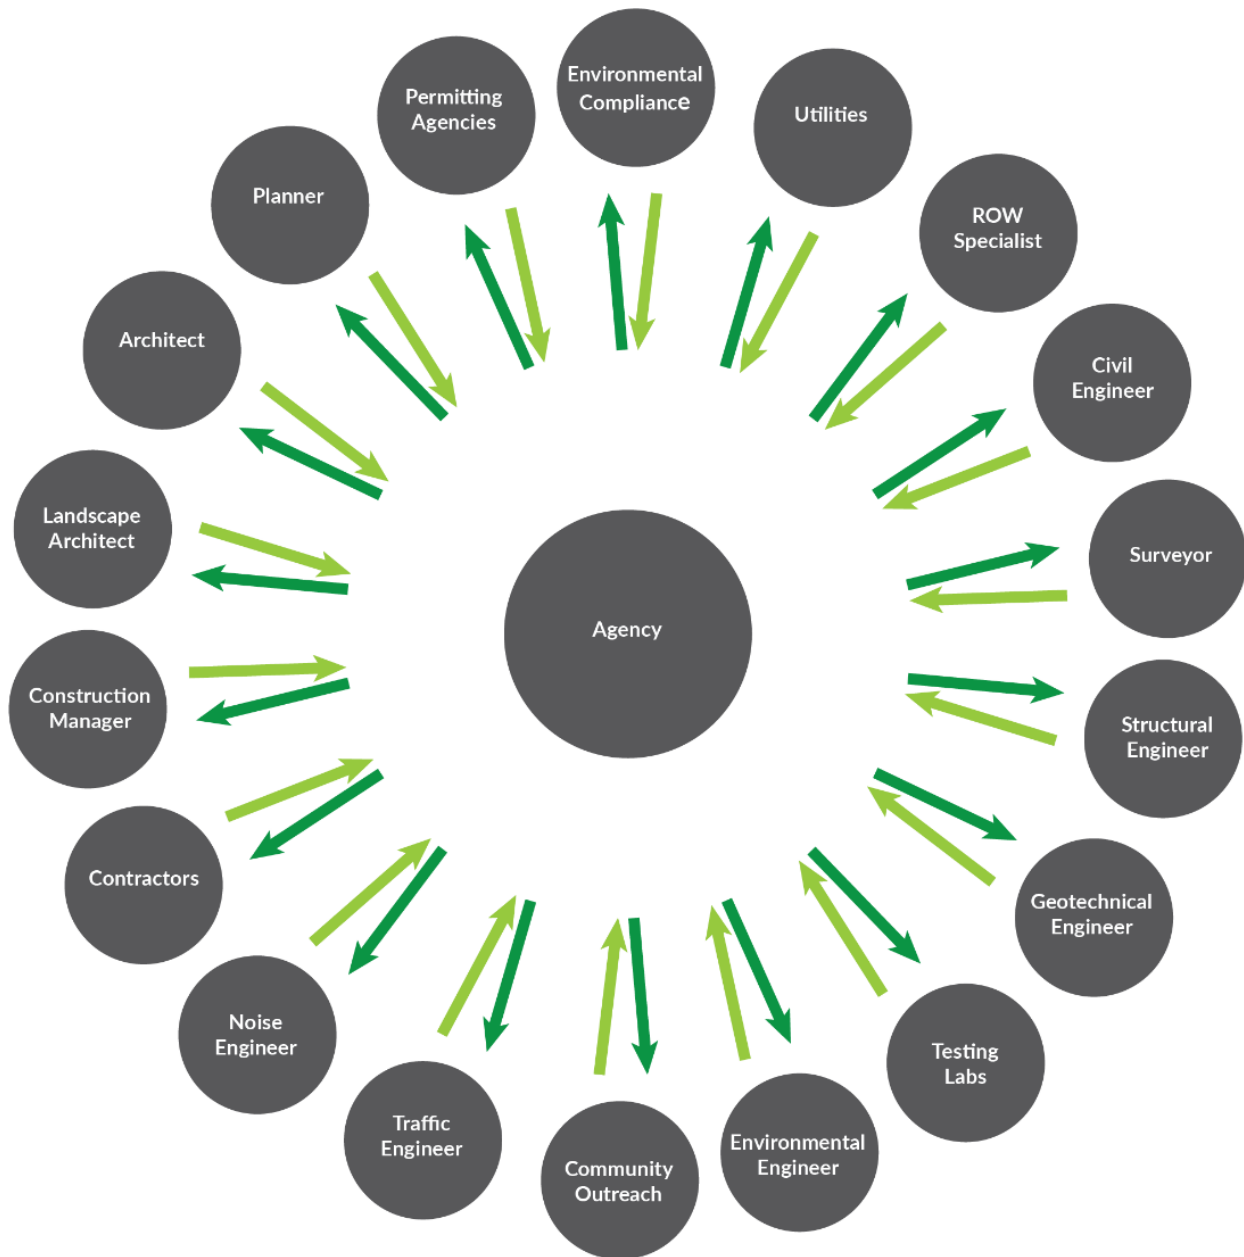 Environmental
Compliance
Utilities
ROW
Specialist
Civil
Engineer
Surveyor
Structural
Engineer
Geotechnical
Engineer
Testing
Labs
Environmental
Engineer
Community
Outreach
Traffic
Engineer
Noise
Engineer
Contractors
Construction
Manager
Landscape
Architect
Architect
Planner
Permitting
Agencies
Agency